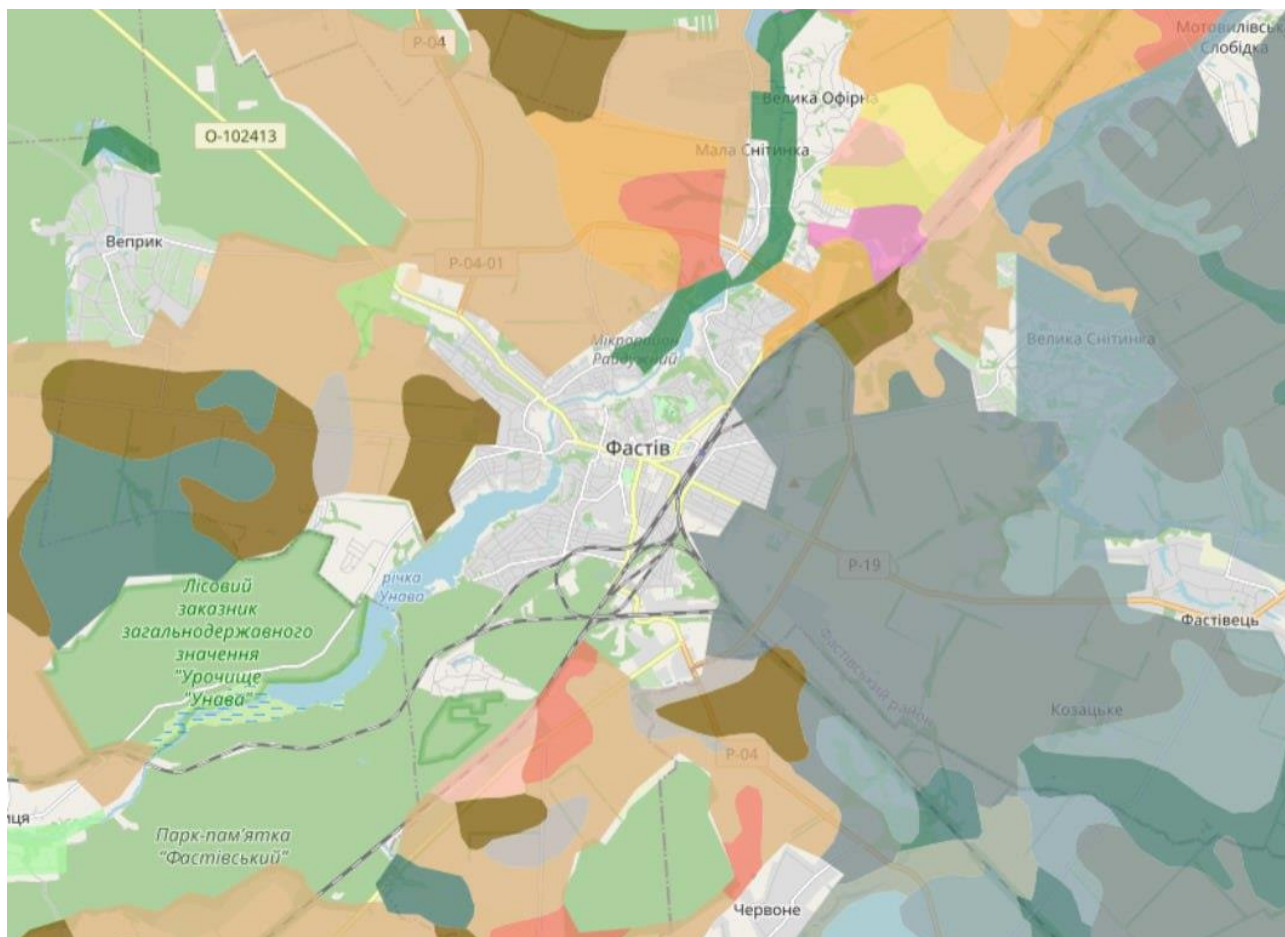 Р-04
Мотовилівська
Слобідка
Велика Офірна
О-102413
Мала Снітинка
Веприк
Р-04-01
Мікрорайон
Радужний
Велика Снітинка
Фастів
Р-19
річка
Унава
Лісовий
заказник
загальнодержавного
значення
"Урочище
"Унава"
Фастівець
Фастівський район
Козацьке
Р-04
Парк-пам'ятка
"Фастівський"
Червоне